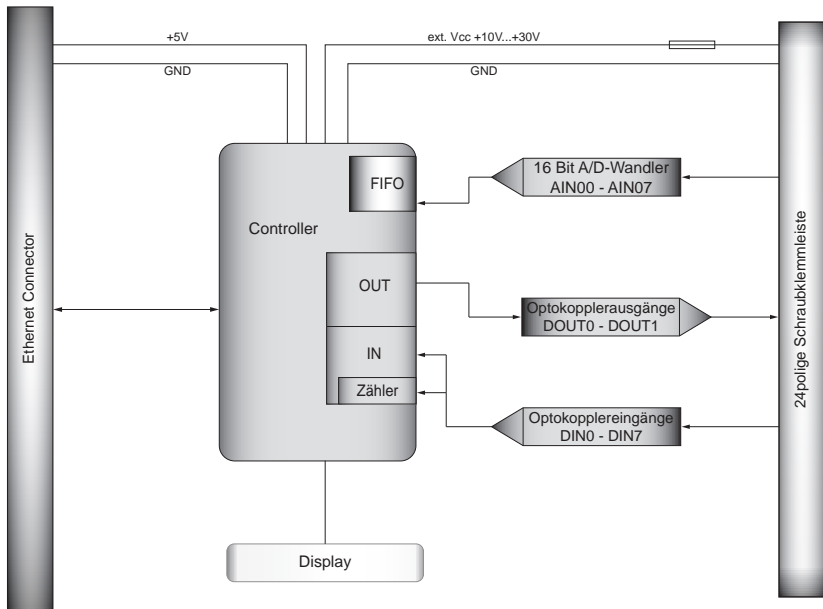 +5V
ext. Vcc +10V...+30V
GND
GND
16 Bit A/D-Wandler
AIN00 - AIN07
FIFO
Controller
OUT
Optokopplerausgänge
DOUT0 - DOUT1
IN
Zähler
Optokopplereingänge
DIN0 - DIN7
Display
Ethernet Connector
24polige Schraubklemmleiste